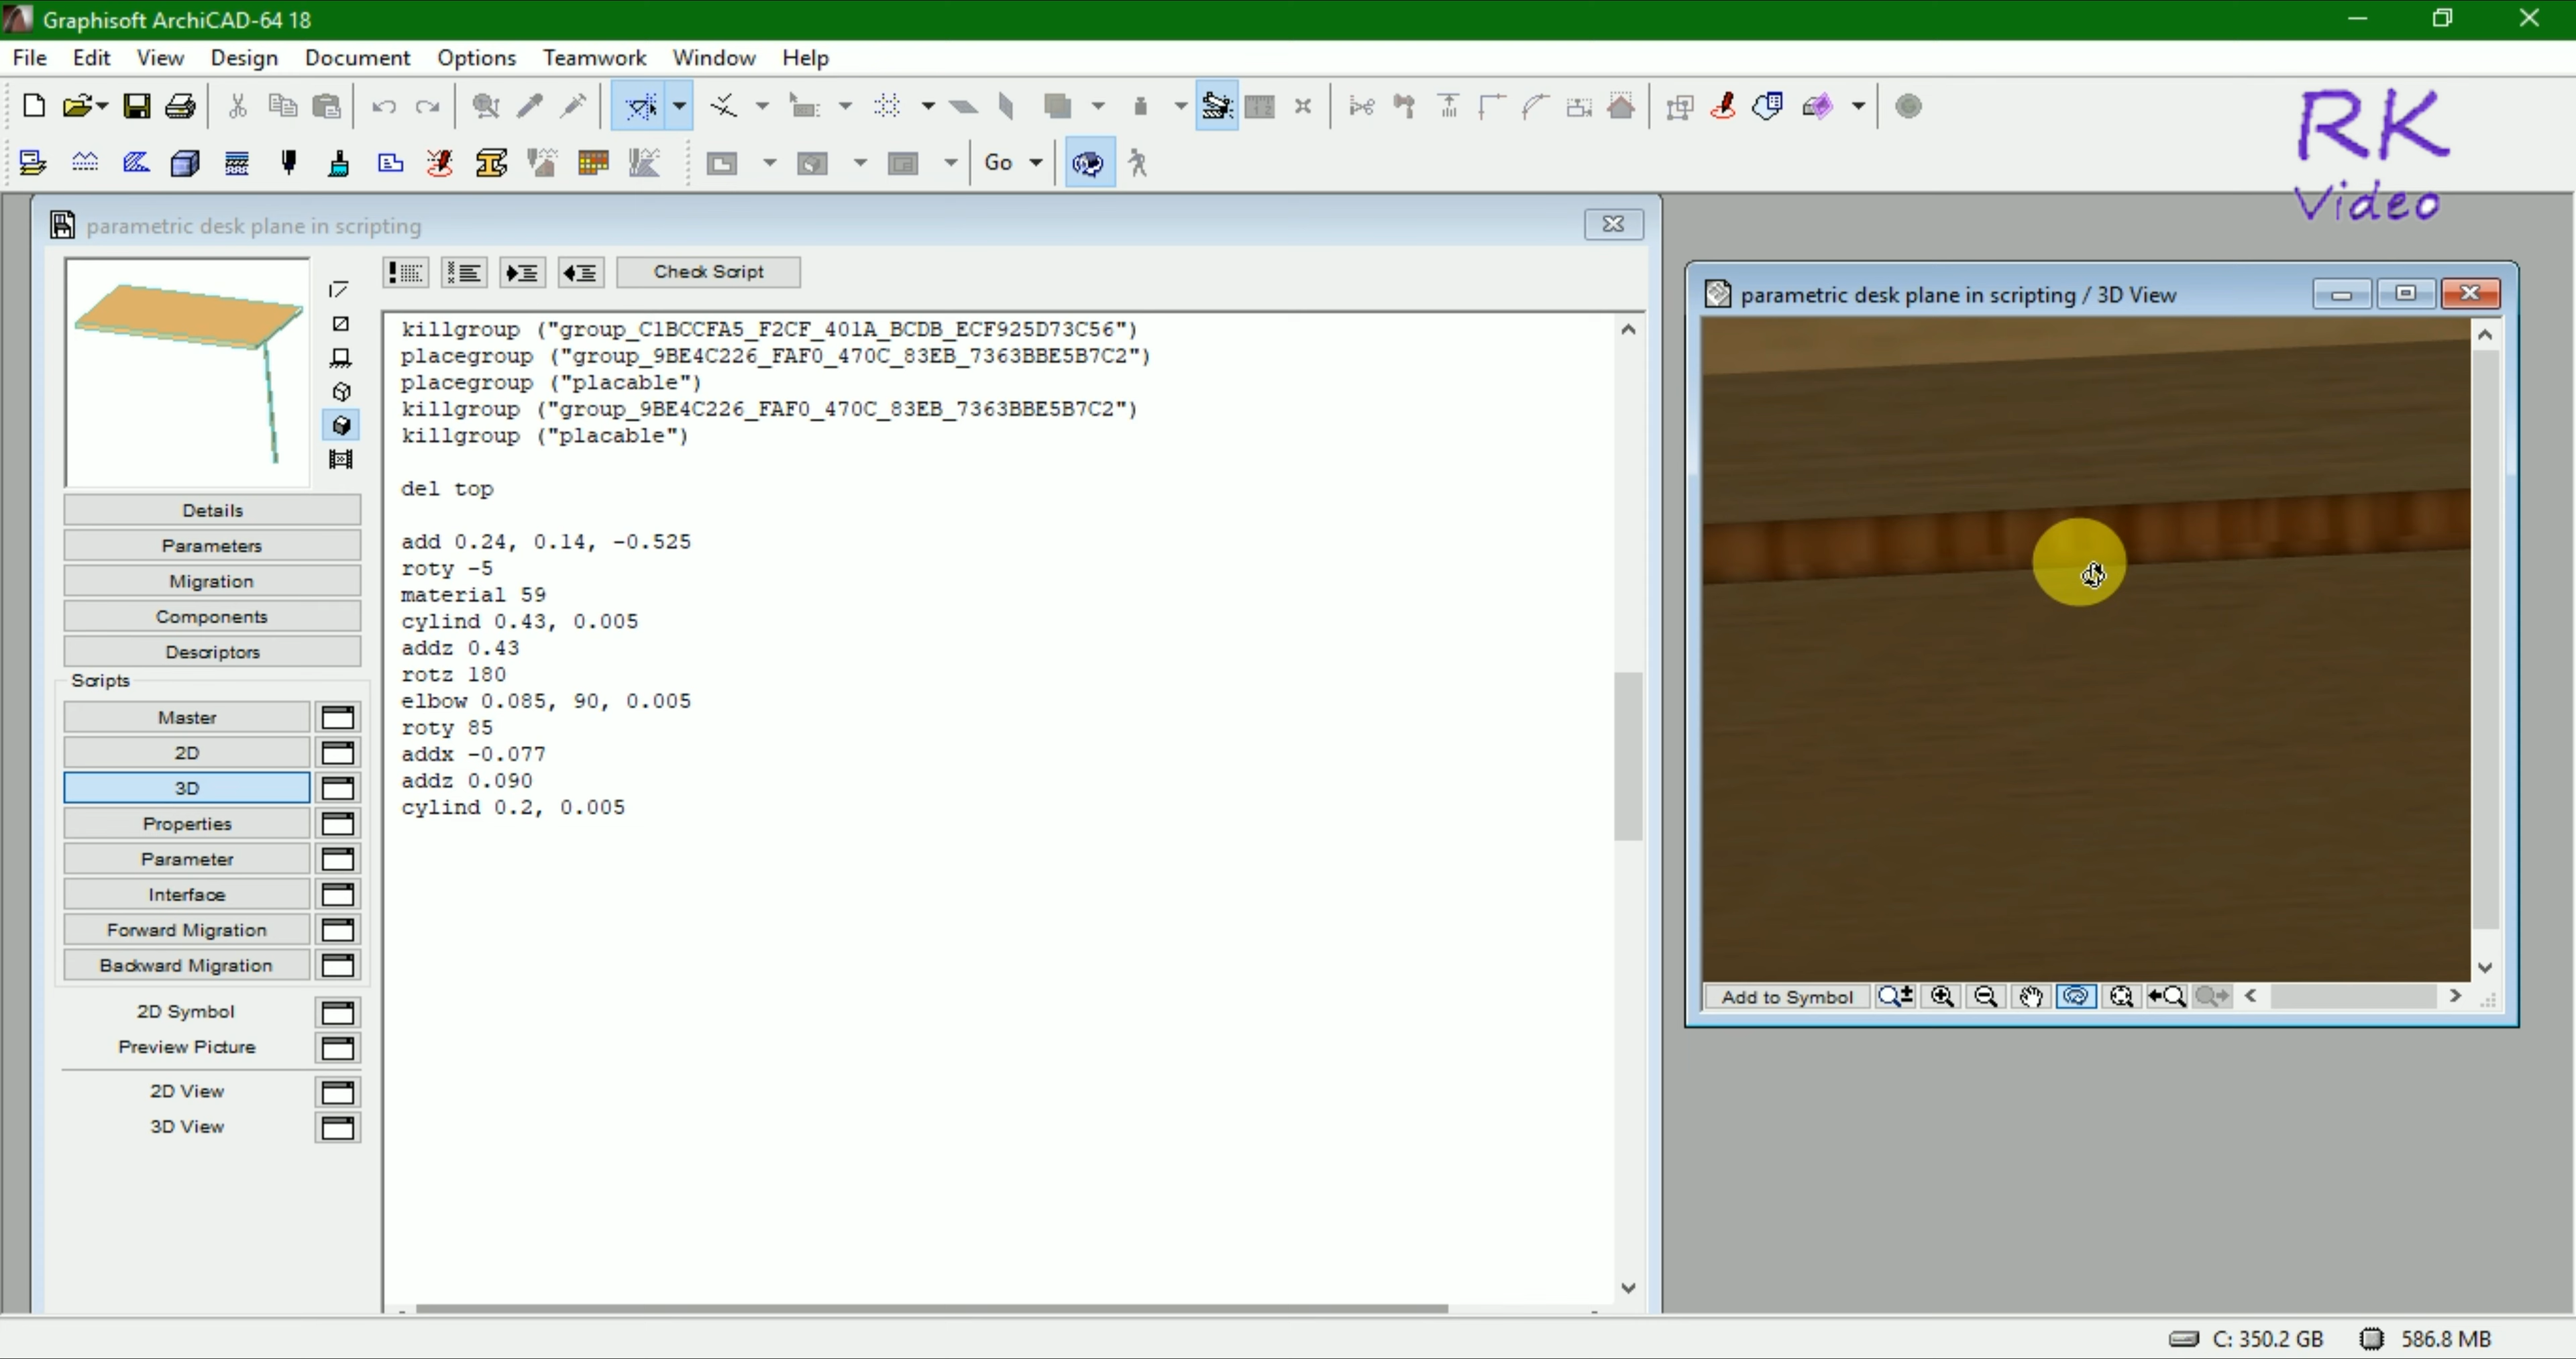 Graphisoft ArchiCAD-64 18
File Edit View Design Document Options Teamwork Window Help
RK
Video
Go
parametric desk plane in scripting
Check Script
Details
Parameters
Migration
Components
Descriptors
Scripts
Master
2D
3D
Properties
Parameter
Interface
Forward Migration
Backward Migration
2D Symbol
Preview Picture
2D View
3D View
killgroup ("group_C1BCCFA5_F2CF_401A_BCDB_ECF925D73C56")
placegroup ("group_9BE4C226_FAF0_470C_83EB_7363BBE5B7C2")
placegroup ("placable")
killgroup ("group_9BE4C226_FAF0_470C_83EB_7363BBE5B7C2")
killgroup ("placable")
del top
add 0.24, 0.14, -0.525
roty -5
material 59
cylind 0.43, 0.005
addz 0.43
rotz 180
elbow 0.085, 90, 0.005
roty 85
addx -0.077
addz 0.090
cylind 0.2, 0.005
parametric desk plane in scripting / 3D View
Add to Symbol
C: 350.2 GB 586.8 MB